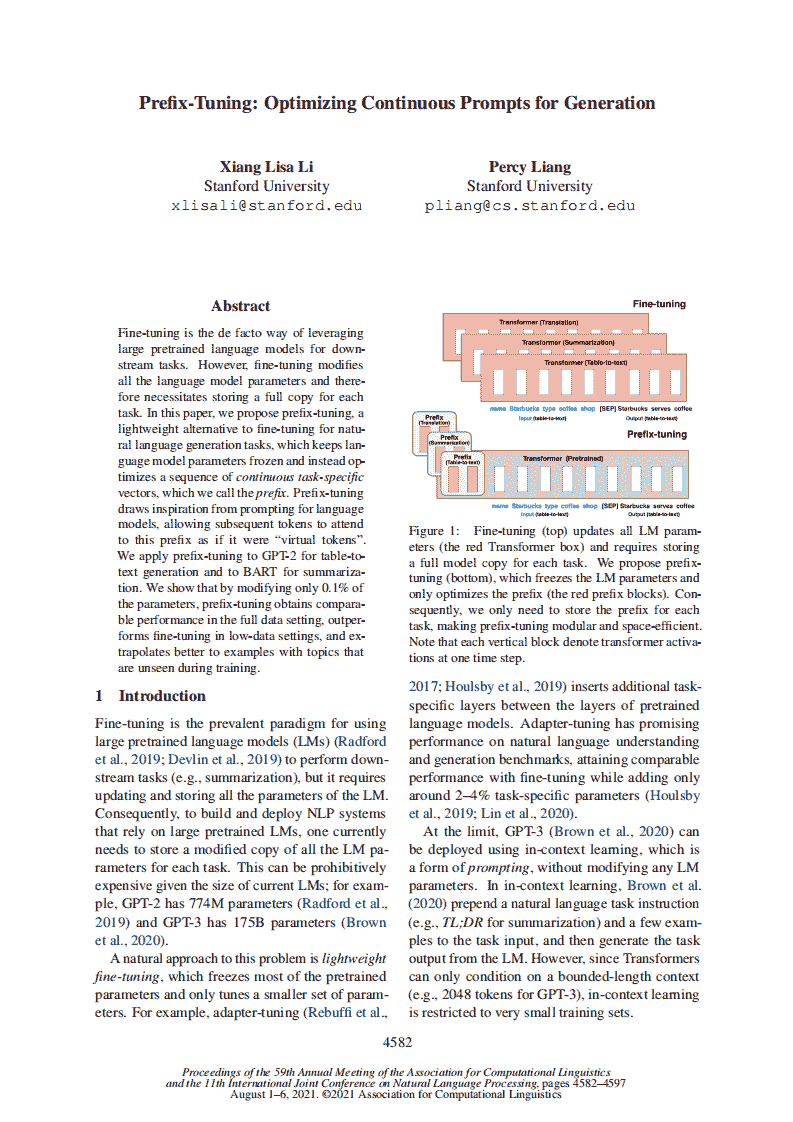 Prefix-Tuning: Optimizing Continuous Prompts for Generation
Xiang Lisa Li
Stanford University
xlisali@stanford.edu
Percy Liang
Stanford University
pliang@cs.stanford.edu
Abstract
Fine-tuning is the de facto way of leveraging
large pretrained language models for down-
stream tasks. However, fine-tuning modifies
all the language model parameters and there-
fore necessitates storing a full copy for each
task. In this paper, we propose prefix-tuning, a
lightweight alternative to fine-tuning for natu-
ral language generation tasks, which keeps lan-
guage model parameters frozen and instead op-
timizes a sequence of continuous task-specific
vectors, which we call the prefix. Prefix-tuning
draws inspiration from prompting for language
models, allowing subsequent tokens to attend
to this prefix as if it were “virtual tokens”.
We apply prefix-tuning to GPT-2 for table-to-
text generation and to BART for summariza-
tion. We show that by modifying only 0.1% of
the parameters, prefix-tuning obtains compara-
ble performance in the full data setting, outper-
forms fine-tuning in low-data settings, and ex-
trapolates better to examples with topics that
are unseen during training.
1 Introduction
Fine-tuning is the prevalent paradigm for using
large pretrained language models (LMs) (Radford
et al., 2019; Devlin et al., 2019) to perform down-
stream tasks (e.g., summarization), but it requires
updating and storing all the parameters of the LM.
Consequently, to build and deploy NLP systems
that rely on large pretrained LMs, one currently
needs to store a modified copy of all the LM pa-
rameters for each task. This can be prohibitively
expensive given the size of current LMs; for exam-
ple, GPT-2 has 774M parameters (Radford et al.,
2019) and GPT-3 has 175B parameters (Brown
et al., 2020).
A natural approach to this problem is lightweight
fine-tuning, which freezes most of the pretrained
parameters and only tunes a smaller set of param-
eters. For example, adapter-tuning (Rebuffi et al.,
Fine-tuning
Transformer (Translation)
Transformer (Summarization)
Transformer (Table-to-text)
name Starbucks type coffee shop [SEP] Starbucks serves coffee
Input (table-to-text) Output (table-to-text)
Prefix-tuning
Prefix
(Translation)
Prefix
(Summarization)
Prefix
(Table-to-text)
Transformer (Pretrained)
name Starbucks type coffee shop [SEP] Starbucks serves coffee
Input (table-to-text) Output (table-to-text)
Figure 1: Fine-tuning (top) updates all LM param-
eters (the red Transformer box) and requires storing
a full model copy for each task. We propose prefix-
tuning (bottom), which freezes the LM parameters and
only optimizes the prefix (the red prefix blocks). Con-
sequently, we only need to store the prefix for each
task, making prefix-tuning modular and space-efficient.
Note that each vertical block denote transformer activa-
tions at one time step.
2017; Houlsby et al., 2019) inserts additional task-
specific layers between the layers of pretrained
language models. Adapter-tuning has promising
performance on natural language understanding
and generation benchmarks, attaining comparable
performance with fine-tuning while adding only
around 2–4% task-specific parameters (Houlsby
et al., 2019; Lin et al., 2020).
At the limit, GPT-3 (Brown et al., 2020) can
be deployed using in-context learning, which is
a form of prompting, without modifying any LM
parameters. In in-context learning, Brown et al.
(2020) prepend a natural language task instruction
(e.g., TL;DR for summarization) and a few exam-
ples to the task input, and then generate the task
output from the LM. However, since Transformers
can only condition on a bounded-length context
(e.g., 2048 tokens for GPT-3), in-context learning
is restricted to very small training sets.
4582
Proceedings of the 59th Annual Meeting of the Association for Computational Linguistics
and the 11th International Joint Conference on Natural Language Processing, pages 4582–4597
August 1–6, 2021. ©2021 Association for Computational Linguistics